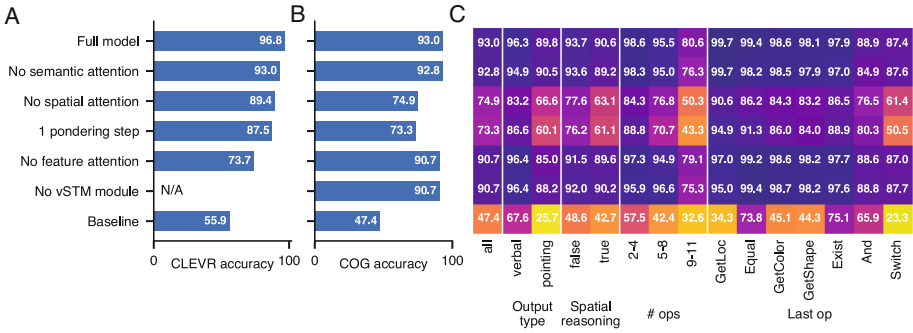 A
Full model 96.8
No semantic attention 93.0
No spatial attention 89.4
1 pondering step 87.5
No feature attention 73.7
No vSTM module N/A
Baseline 55.9
0 100
CLEVR accuracy
B
93.0
92.8
74.9
73.3
90.7
90.7
47.4
0 100
COG accuracy
C
93.0 96.3 89.8 93.7 90.6 98.6 95.5 80.6 99.7 99.4 98.6 98.1 97.9 88.9 87.4
92.8 94.9 90.5 93.6 89.2 98.3 95.0 76.3 99.7 98.2 98.1 95.9 97.0 84.9 87.6
74.9 83.2 66.6 77.6 63.1 84.3 76.8 50.3 90.6 86.2 84.3 83.2 86.5 76.5 61.4
73.3 86.6 60.1 76.2 61.1 88.8 70.7 43.3 94.9 91.3 86.0 84.0 88.9 80.3 50.5
90.7 96.4 85.0 91.5 89.6 97.3 94.9 79.1 97.0 99.2 98.6 98.2 97.4 88.6 77.0
90.7 96.4 88.2 92.0 90.2 95.9 96.6 75.3 95.0 99.4 98.7 98.2 97.6 88.8 87.7
47.4 67.6 25.7 48.6 42.7 57.5 42.4 32.6 34.3 73.8 45.1 44.3 75.1 65.9 23.3
all verbal pointing false true 2-4 5-8 9-11 GetLoc Equal GetColor GetShape Exist And Switch
Output type
Spatial reasoning
# ops
Last op